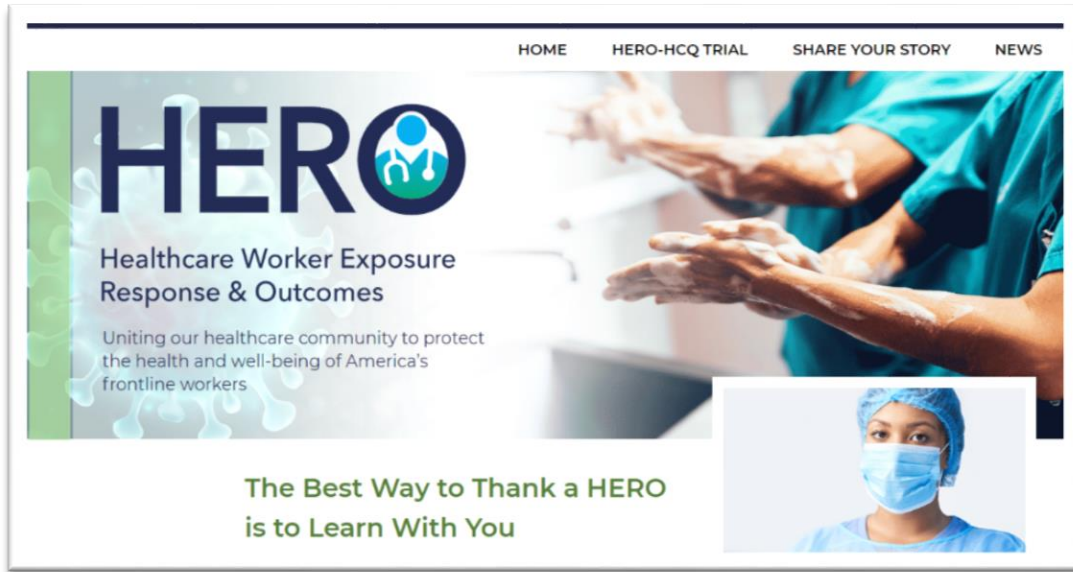 HOME HERO-HCQ TRIAL SHARE YOUR STORY NEWS
HERO
Healthcare Worker Exposure
Response & Outcomes
Uniting our healthcare community to protect
the health and well-being of America's
frontline workers
The Best Way to Thank a HERO
is to Learn With You